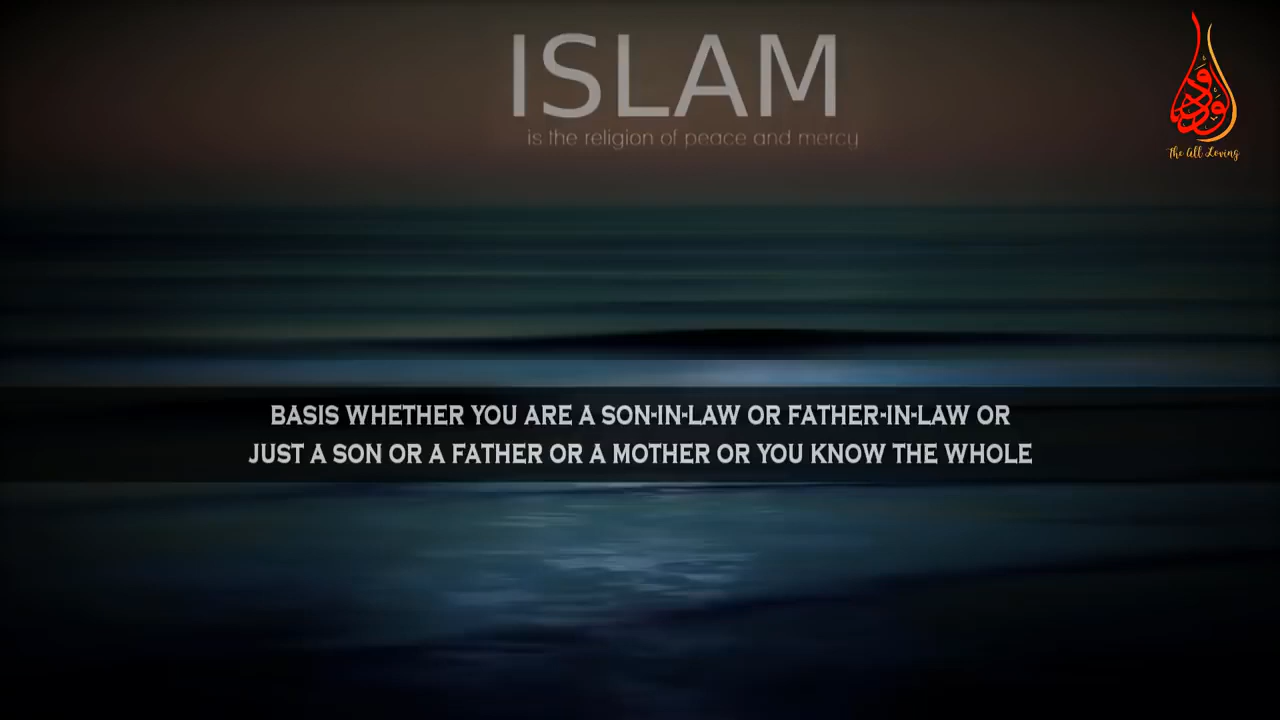 ISLAM
is the religion of peace and mercy
ودود
The All Loving
BASIS WHETHER YOU ARE A SON-IN-LAW OR FATHER-IN-LAW OR
JUST A SON OR A FATHER OR A MOTHER OR YOU KNOW THE WHOLE